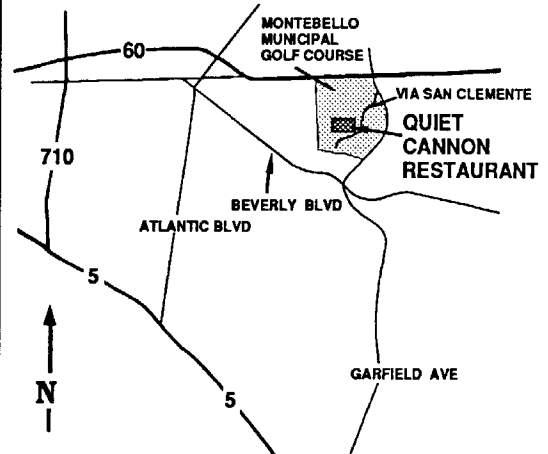 MONTEBELLO
MUNICIPAL
GOLF COURSE
60
VIA SAN CLEMENTE
QUIET
CANNON
RESTAURANT
710
BEVERLY BLVD
ATLANTIC BLVD
5
GARFIELD AVE
N
5